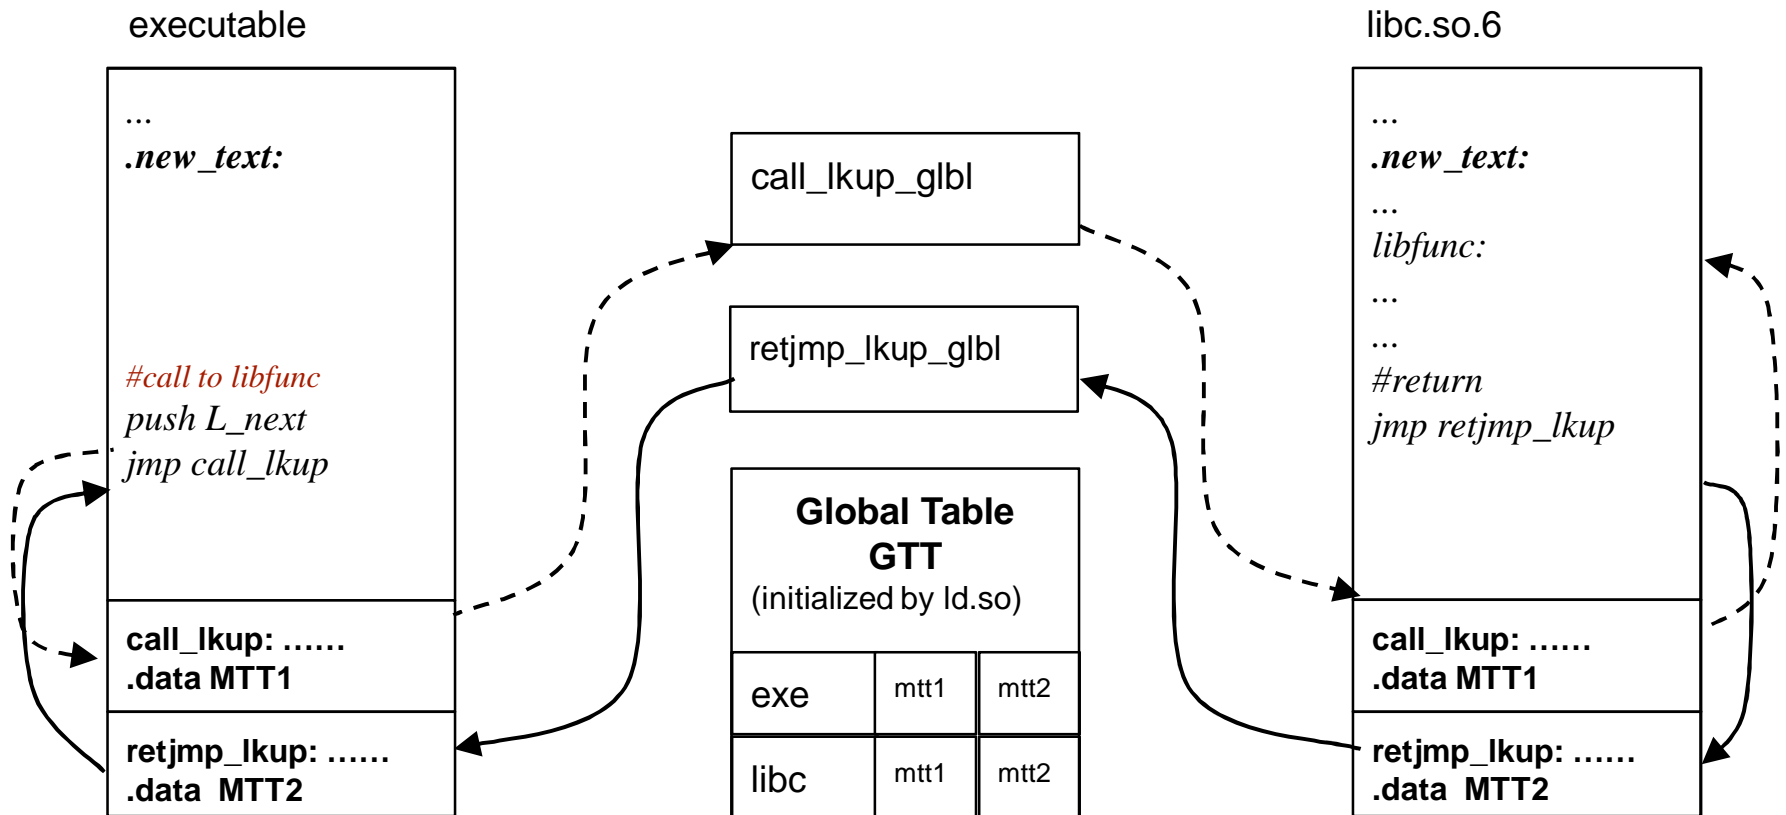 executable
...
.new_text:
#call to libfunc
push L_next
jmp call_lkup
call_lkup: ......
.data MTT1
retjmp_lkup: ......
.data MTT2
call_lkup_glbl
retjmp_lkup_glbl
Global Table
GTT
(initialized by ld.so)
exe mtt1 mtt2
libc mtt1 mtt2
libc.so.6
...
.new_text:
...
libfunc:
...
...
#return
jmp retjmp_lkup
call_lkup: ......
.data MTT1
retjmp_lkup: ......
.data MTT2